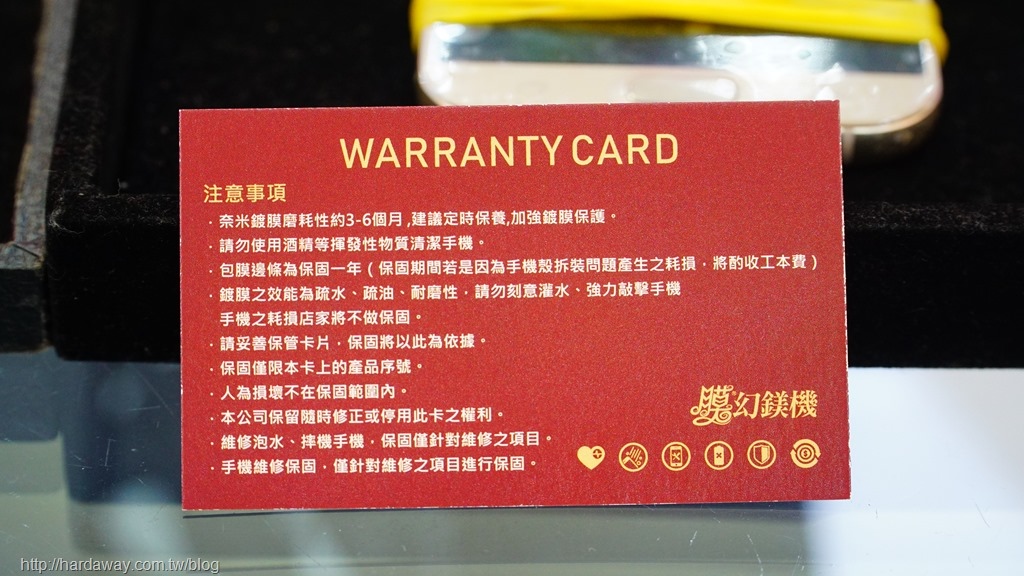 WARRANTY CARD
注意事項
· 奈米鍍膜磨耗性約3-6個月,建議定時保養,加強鍍膜保護。
· 請勿使用酒精等揮發性物質清潔手機。
· 包膜邊條為保固一年（保固期間若是因為手機殼拆裝問題產生之耗損，將酌收工本費）
· 鍍膜之效能為疏水、疏油、耐磨性，請勿刻意灌水、強力敲擊手機
手機之耗損店家將不做保固。
· 請妥善保管卡片，保固將以此為依據。
· 保固僅限本卡上的產品序號。
· 人為損壞不在保固範圍內。
· 本公司保留隨時修正或停用此卡之權利。
· 維修泡水、摔機手機，保固僅針對維修之項目。
· 手機維修保固，僅針對維修之項目進行保固。
膜幻鎂機
http://hardaway.com.tw/blog